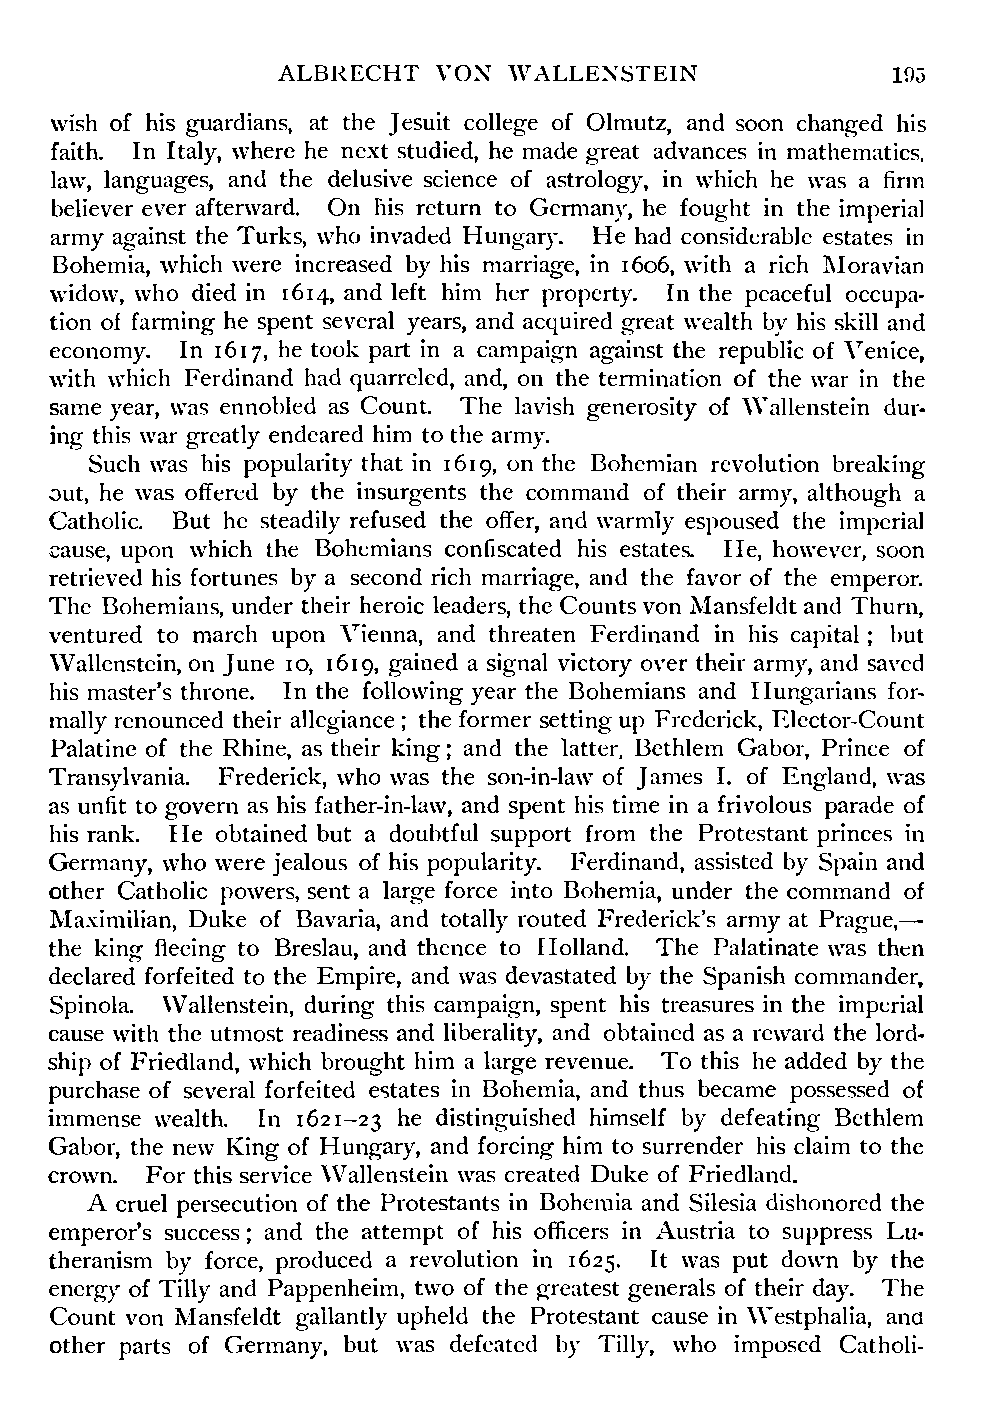 ALBRECHT VON WALLENSTEIN 195
wish of his guardians, at the Jesuit college of Olmutz, and soon changed his
faith. In Italy, where he next studied, he made great advances in mathematics,
law, languages, and the delusive science of astrology, in which he was a firm
believer ever afterward. On his return to Germany, he fought in the imperial
army against the Turks, who invaded Hungary. He had considerable estates in
Bohemia, which were increased by his marriage, in 1606, with a rich Moravian
widow, who died in 1614, and left him her property. In the peaceful occupa-
tion of farming he spent several years, and acquired great wealth by his skill and
economy. In 1617, he took part in a campaign against the republic of Venice,
with which Ferdinand had quarreled, and, on the termination of the war in the
same year, was ennobled as Count. The lavish generosity of Wallenstein dur-
ing this war greatly endeared him to the army.
Such was his popularity that in 1619, on the Bohemian revolution breaking
out, he was offered by the insurgents the command of their army, although a
Catholic. But he steadily refused the offer, and warmly espoused the imperial
cause, upon which the Bohemians confiscated his estates. He, however, soon
retrieved his fortunes by a second rich marriage, and the favor of the emperor.
The Bohemians, under their heroic leaders, the Counts von Mansfeldt and Thurn,
ventured to march upon Vienna, and threaten Ferdinand in his capital; but
Wallenstein, on June 10, 1619, gained a signal victory over their army, and saved
his master's throne. In the following year the Bohemians and Hungarians for-
mally renounced their allegiance; the former setting up Frederick, Elector-Count
Palatine of the Rhine, as their king; and the latter, Bethlem Gabor, Prince of
Transylvania. Frederick, who was the son-in-law of James I. of England, was
as unfit to govern as his father-in-law, and spent his time in a frivolous parade of
his rank. He obtained but a doubtful support from the Protestant princes in
Germany, who were jealous of his popularity. Ferdinand, assisted by Spain and
other Catholic powers, sent a large force into Bohemia, under the command of
Maximilian, Duke of Bavaria, and totally routed Frederick's army at Prague,—
the king fleeing to Breslau, and thence to Holland. The Palatinate was then
declared forfeited to the Empire, and was devastated by the Spanish commander,
Spinola. Wallenstein, during this campaign, spent his treasures in the imperial
cause with the utmost readiness and liberality, and obtained as a reward the lord-
ship of Friedland, which brought him a large revenue. To this he added by the
purchase of several forfeited estates in Bohemia, and thus became possessed of
immense wealth. In 1621–23 he distinguished himself by defeating Bethlem
Gabor, the new King of Hungary, and forcing him to surrender his claim to the
crown. For this service Wallenstein was created Duke of Friedland.
A cruel persecution of the Protestants in Bohemia and Silesia dishonored the
emperor's success; and the attempt of his officers in Austria to suppress Lu-
theranism by force, produced a revolution in 1625. It was put down by the
energy of Tilly and Pappenheim, two of the greatest generals of their day. The
Count von Mansfeldt gallantly upheld the Protestant cause in Westphalia, and
other parts of Germany, but was defeated by Tilly, who imposed Catholi-